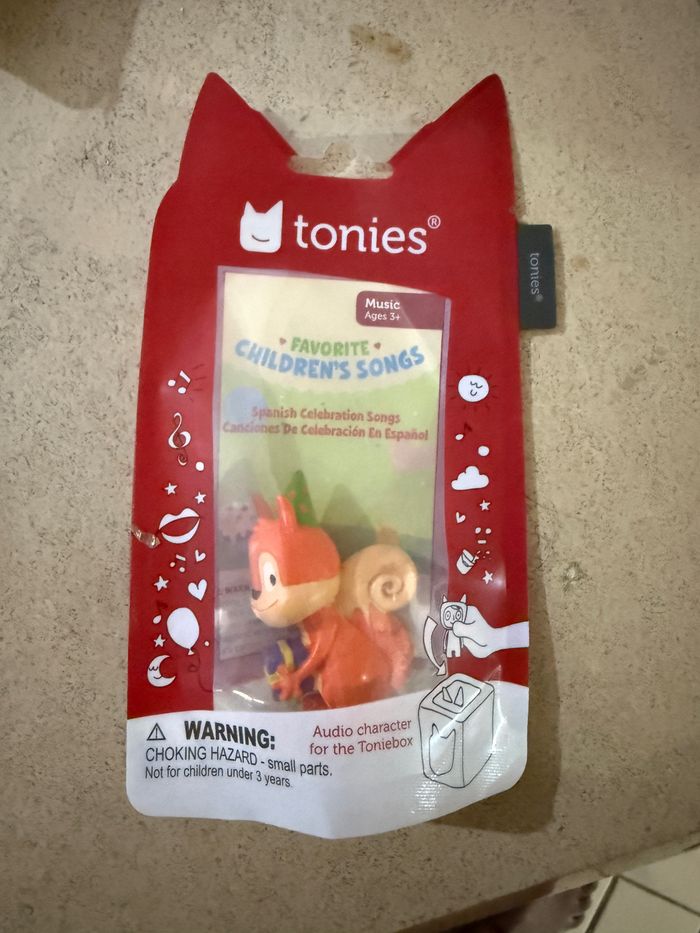 tonies®
tonies®
Music
Ages 3+
FAVORITE
CHILDREN'S SONGS
Spanish Celebration Songs
Canciones De Celebración En Español
WARNING:
CHOKING HAZARD - small parts.
Not for children under 3 years.
Audio character
for the Toniebox